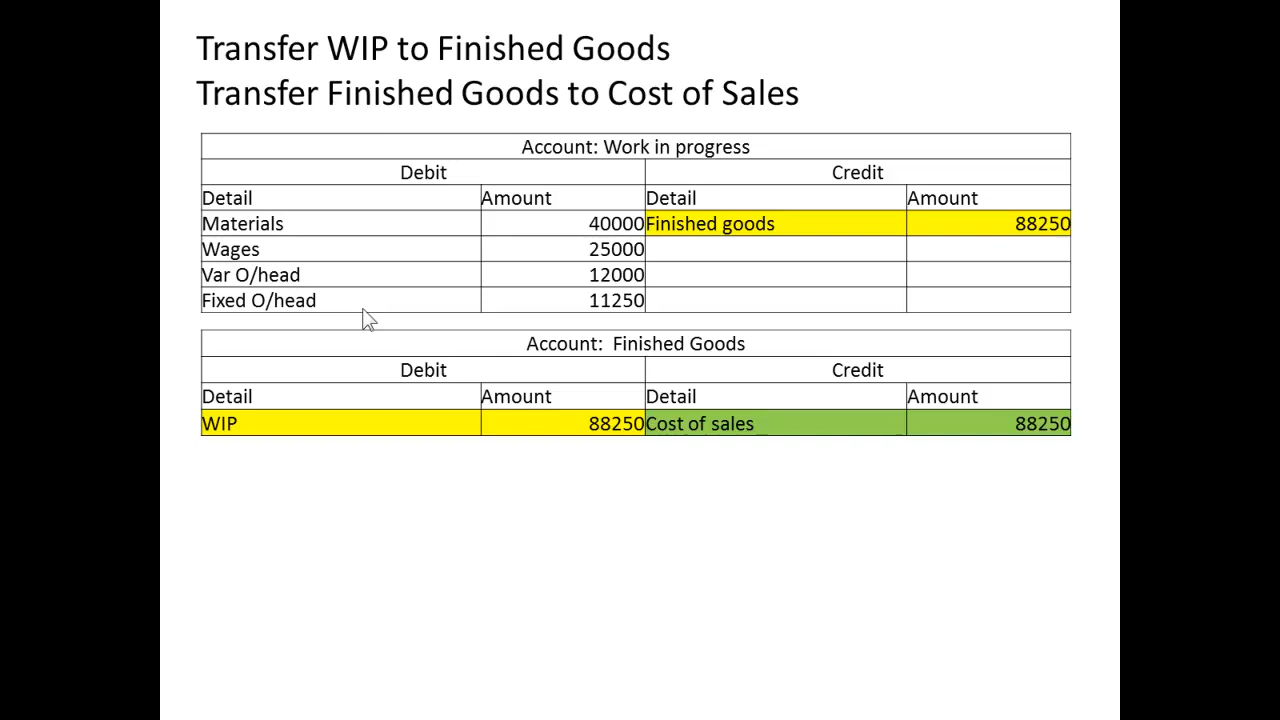 Transfer WIP to Finished Goods
Transfer Finished Goods to Cost of Sales
Account: Work in progress
Debit Credit
Detail Amount Detail Amount
Materials 40000 Finished goods 88250
Wages 25000
Var O/head 12000
Fixed O/head 11250
Account: Finished Goods
Debit Credit
Detail Amount Detail Amount
WIP 88250 Cost of sales 88250